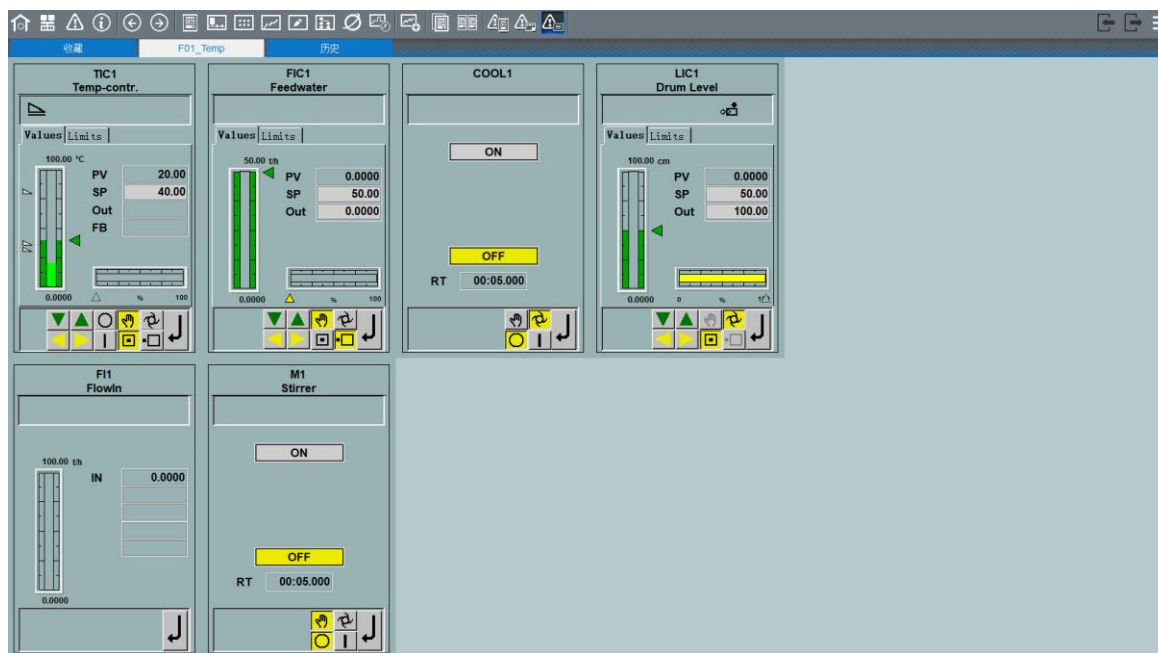 收藏
F01_Temp
历史
TIC1
Temp-contr.
Values Limits
100.00 °C
PV 20.00
SP 40.00
Out
FB
0.0000 % 100
FIC1
Feedwater
Values Limits
50.00 t/h
PV 0.0000
SP 50.00
Out 0.0000
0.0000 % 100
COOL1
ON
OFF
RT 00:05.000
LIC1
Drum Level
Values Limits
100.00 cm
PV 0.0000
SP 50.00
Out 100.00
0.0000 0 %
FI1
FlowIn
100.00 t/h
IN 0.0000
0.0000
M1
Stirrer
ON
OFF
RT 00:05.000